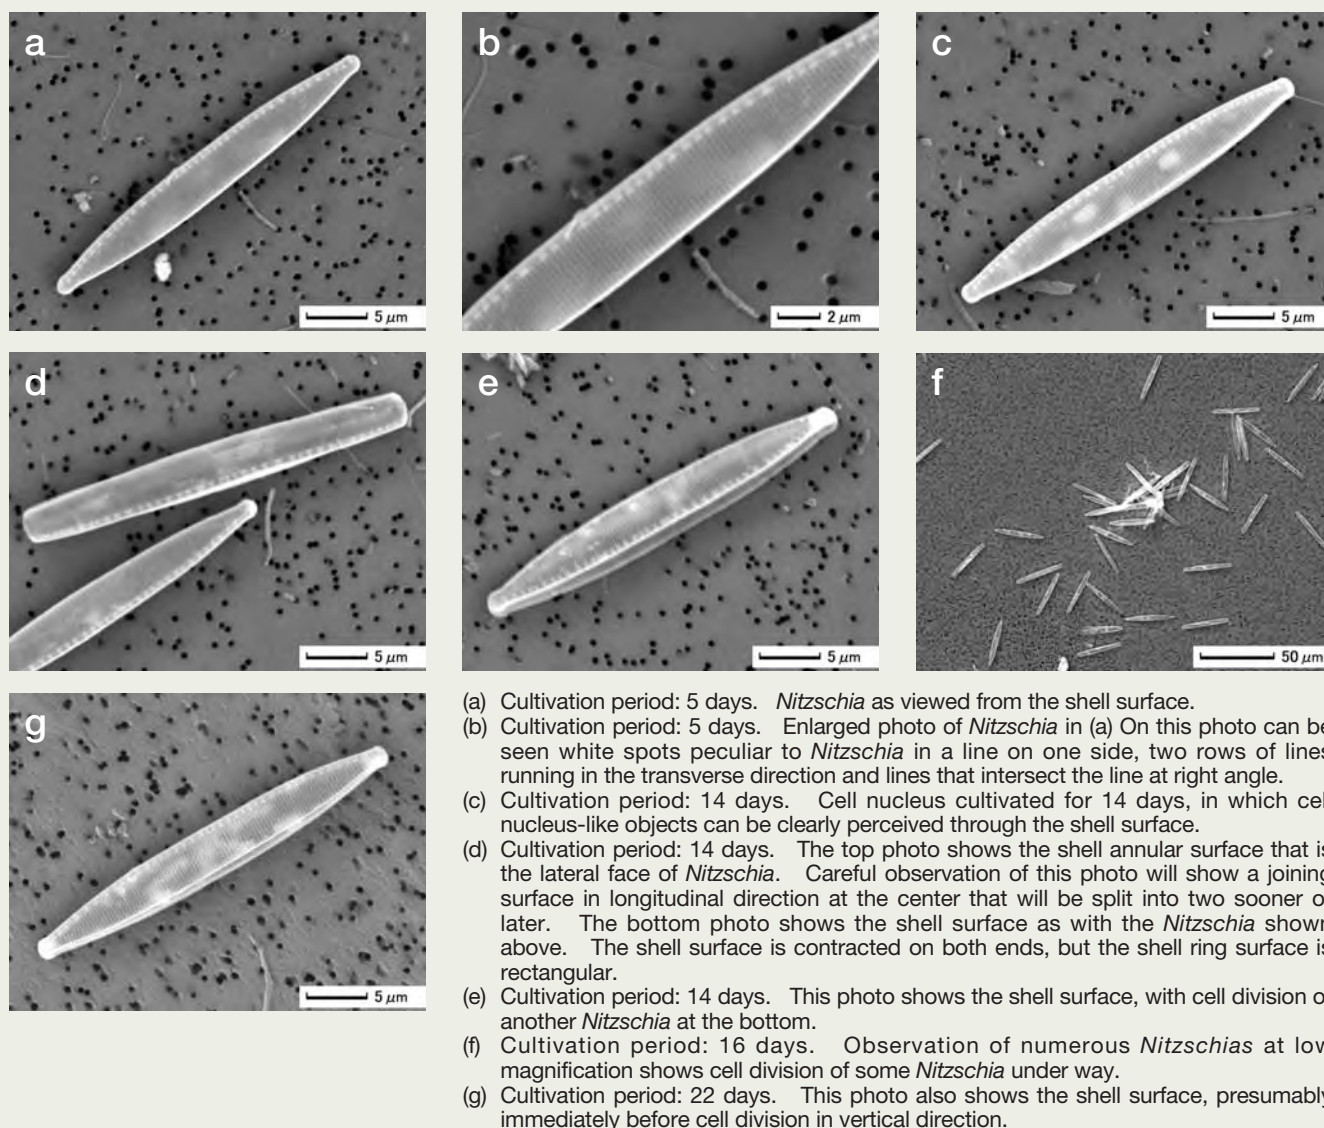 a
b
c
5 μm
2 μm
5 μm
d
e
f
5 μm
5 μm
50 μm
g
5 μm
(a) Cultivation period: 5 days. Nitzschia as viewed from the shell surface.
(b) Cultivation period: 5 days. Enlarged photo of Nitzschia in (a) On this photo can be
seen white spots peculiar to Nitzschia in a line on one side, two rows of lines
running in the transverse direction and lines that intersect the line at right angle.
(c) Cultivation period: 14 days. Cell nucleus cultivated for 14 days, in which cel
nucleus-like objects can be clearly perceived through the shell surface.
(d) Cultivation period: 14 days. The top photo shows the shell annular surface that is
the lateral face of Nitzschia. Careful observation of this photo will show a joining
surface in longitudinal direction at the center that will be split into two sooner o
later. The bottom photo shows the shell surface as with the Nitzschia shown
above. The shell surface is contracted on both ends, but the shell ring surface is
rectangular.
(e) Cultivation period: 14 days. This photo shows the shell surface, with cell division o
another Nitzschia at the bottom.
(f) Cultivation period: 16 days. Observation of numerous Nitzschias at low
magnification shows cell division of some Nitzschia under way.
(g) Cultivation period: 22 days. This photo also shows the shell surface, presumably
immediately before cell division in vertical direction.